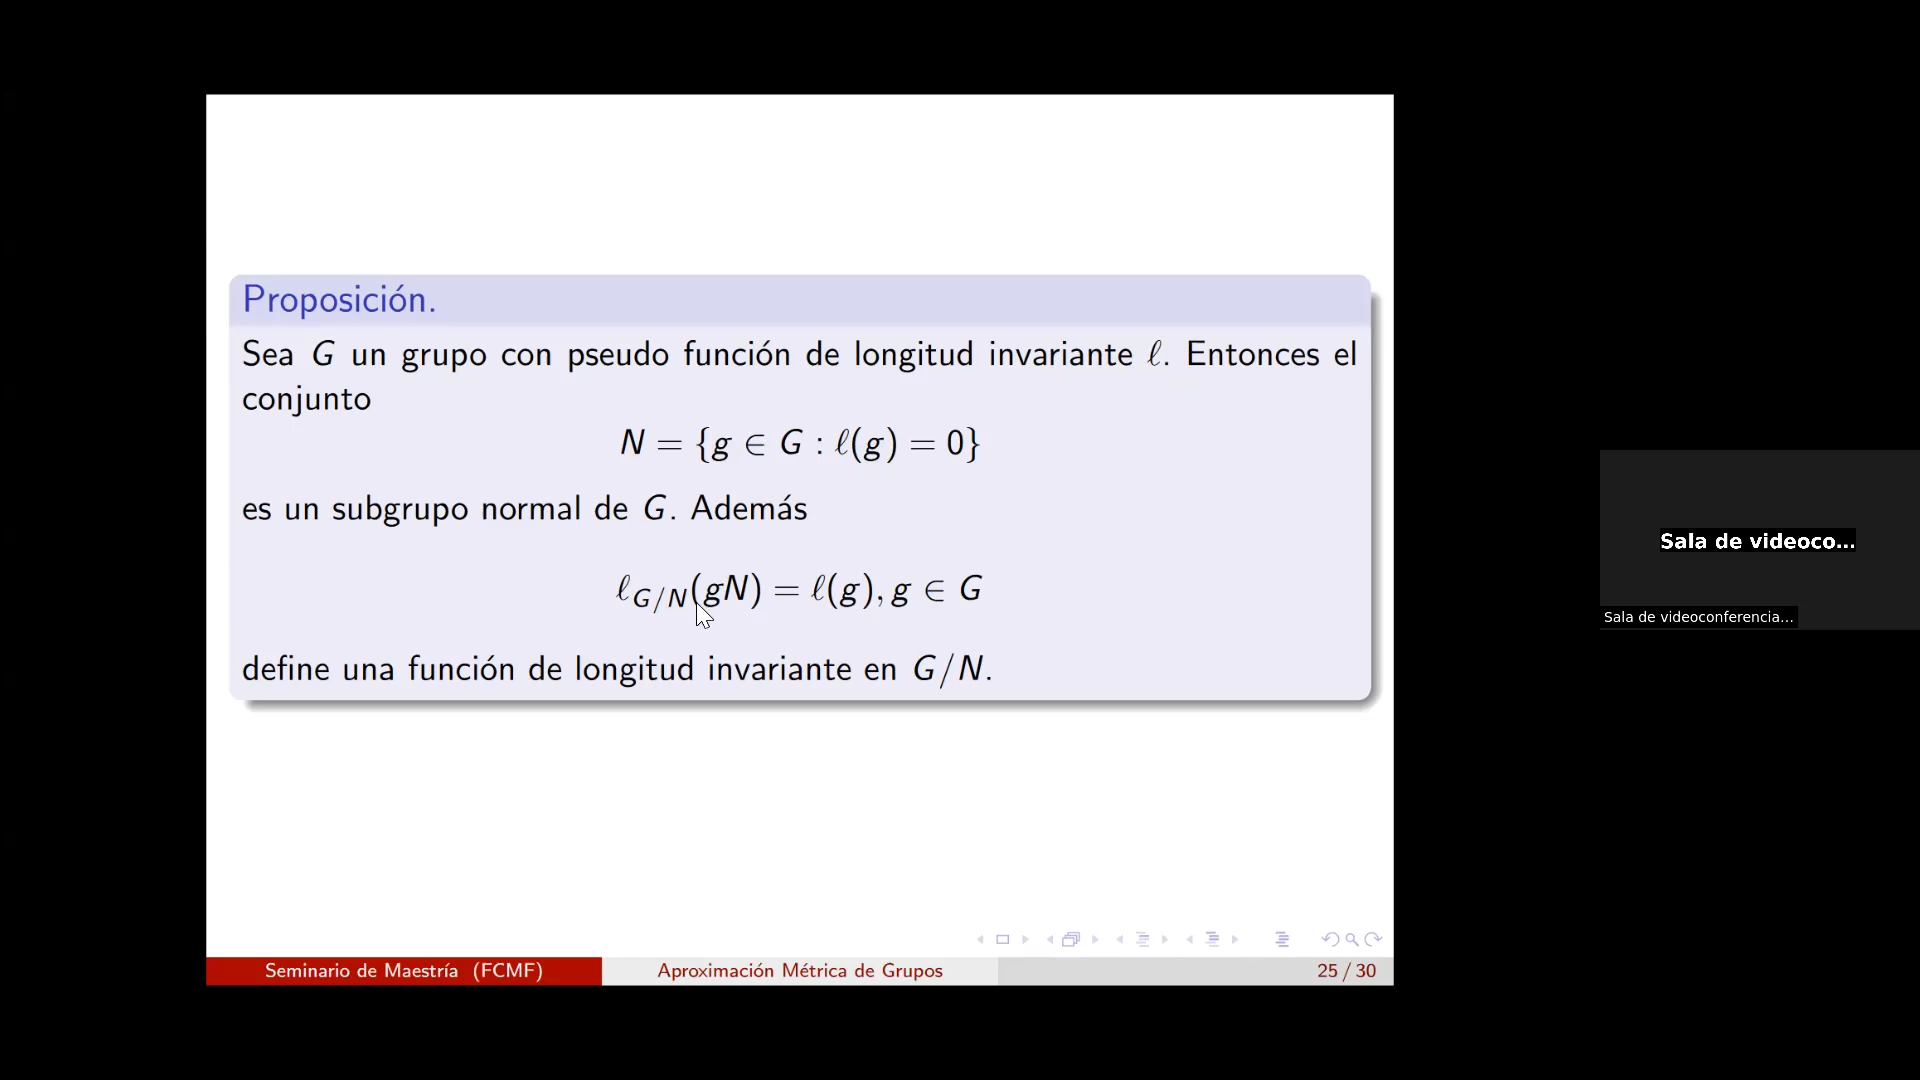 Proposición.
Sea G un grupo con pseudo función de longitud invariante ℓ. Entonces el
conjunto
N = {g ∈ G : ℓ(g) = 0}
es un subgrupo normal de G. Además
ℓ_{G/N}(gN) = ℓ(g), g ∈ G
define una función de longitud invariante en G/N.
Seminario de Maestría (FCMF)
Aproximación Métrica de Grupos
25 / 30
Sala de videoco...
Sala de videoconferencia...